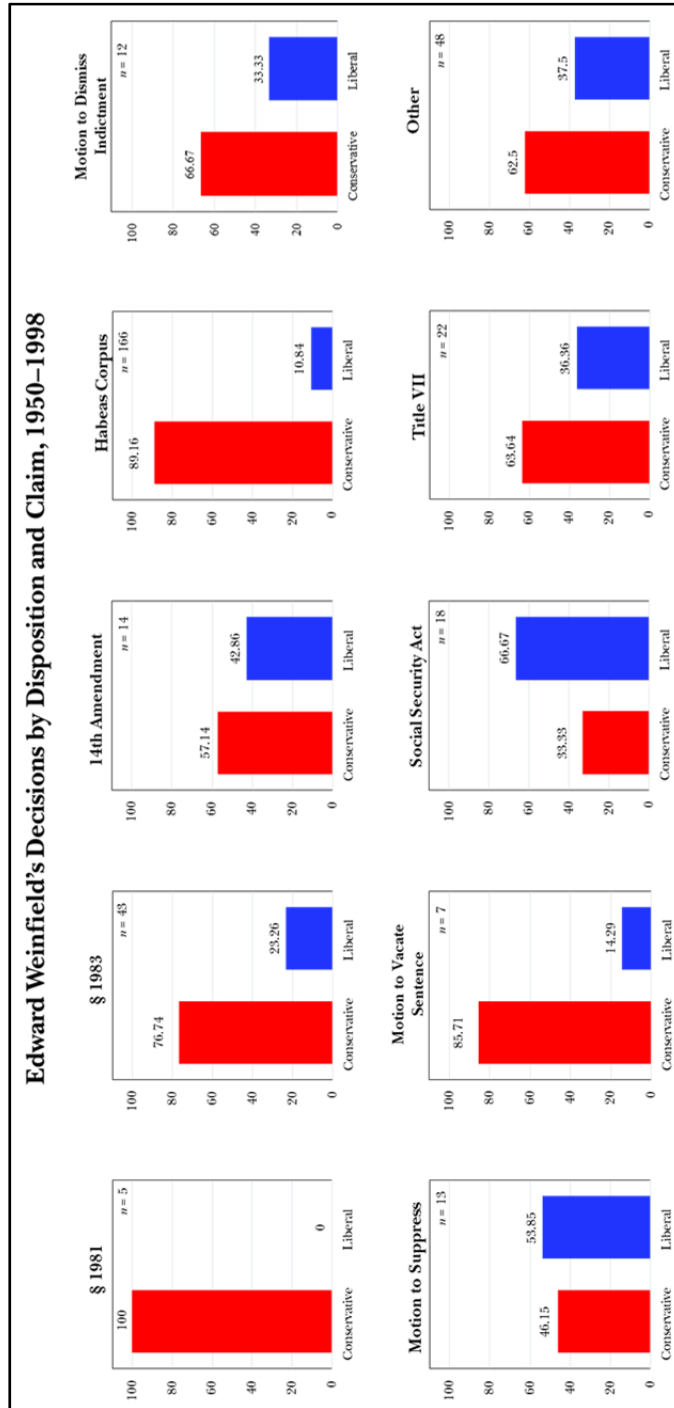 Edward Weinfield's Decisions by Disposition and Claim, 1950–1998
§ 1981
n = 5
100
80
60
40
20
0
100
0
Conservative
Liberal
§ 1983
n = 43
100
80
60
40
20
0
76.74
23.26
Conservative
Liberal
14th Amendment
n = 14
100
80
60
40
20
0
57.14
42.86
Conservative
Liberal
Habeas Corpus
n = 166
100
80
60
40
20
0
89.16
10.84
Conservative
Liberal
Motion to Dismiss
Indictment
n = 12
100
80
60
40
20
0
66.67
33.33
Conservative
Liberal
Motion to Suppress
n = 13
100
80
60
40
20
0
46.15
53.85
Conservative
Liberal
Motion to Vacate
Sentence
n = 7
100
80
60
40
20
0
85.71
14.29
Conservative
Liberal
Social Security Act
n = 18
100
80
60
40
20
0
33.33
66.67
Conservative
Liberal
Title VII
n = 22
100
80
60
40
20
0
63.64
36.36
Conservative
Liberal
Other
n = 48
100
80
60
40
20
0
62.5
37.5
Conservative
Liberal